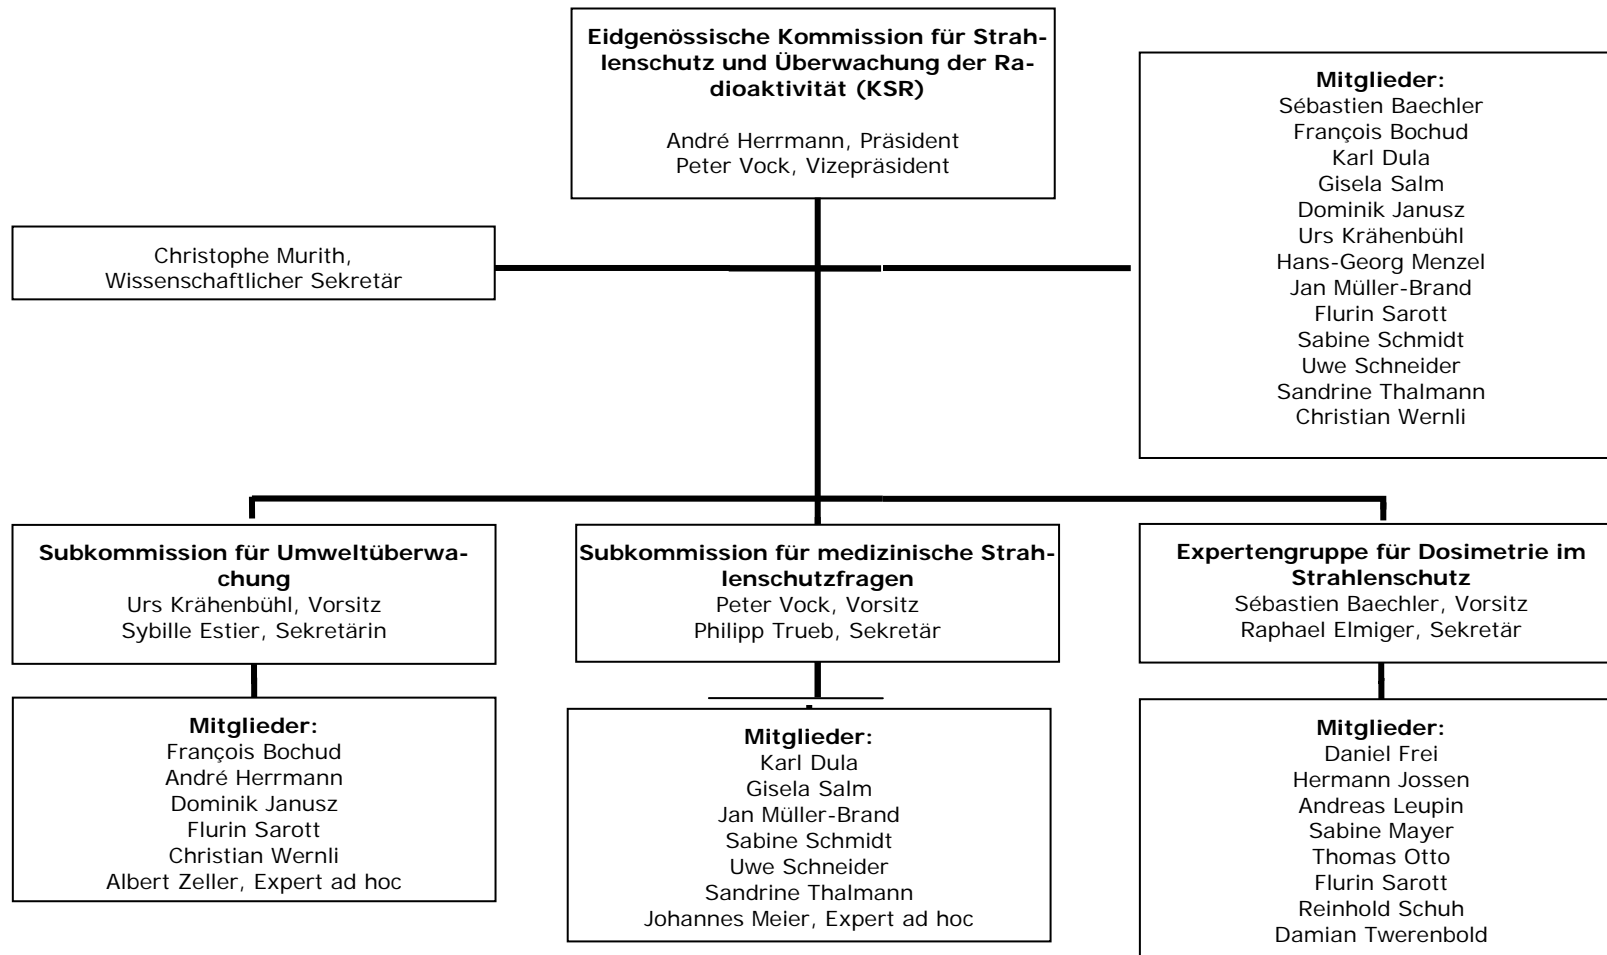 Eidgenössische Kommission für Strah-
lenschutz und Überwachung der Ra-
dioaktivität (KSR)
André Herrmann, Präsident
Peter Vock, Vizepräsident
Christophe Murith,
Wissenschaftlicher Sekretär
Mitglieder:
Sébastien Baechler
François Bochud
Karl Dula
Gisela Salm
Dominik Janusz
Urs Krähenbühl
Hans-Georg Menzel
Jan Müller-Brand
Flurin Sarott
Sabine Schmidt
Uwe Schneider
Sandrine Thalmann
Christian Wernli
Subkommission für Umweltüberwa-
chung
Urs Krähenbühl, Vorsitz
Sybille Estier, Sekretärin
Mitglieder:
François Bochud
André Herrmann
Dominik Janusz
Flurin Sarott
Christian Wernli
Albert Zeller, Expert ad hoc
Subkommission für medizinische Strah-
lenschutzfragen
Peter Vock, Vorsitz
Philipp Trueb, Sekretär
Mitglieder:
Karl Dula
Gisela Salm
Jan Müller-Brand
Sabine Schmidt
Uwe Schneider
Sandrine Thalmann
Johannes Meier, Expert ad hoc
Expertengruppe für Dosimetrie im
Strahlenschutz
Sébastien Baechler, Vorsitz
Raphael Elmiger, Sekretär
Mitglieder:
Daniel Frei
Hermann Jossen
Andreas Leupin
Sabine Mayer
Thomas Otto
Flurin Sarott
Reinhold Schuh
Damian Twerenbold